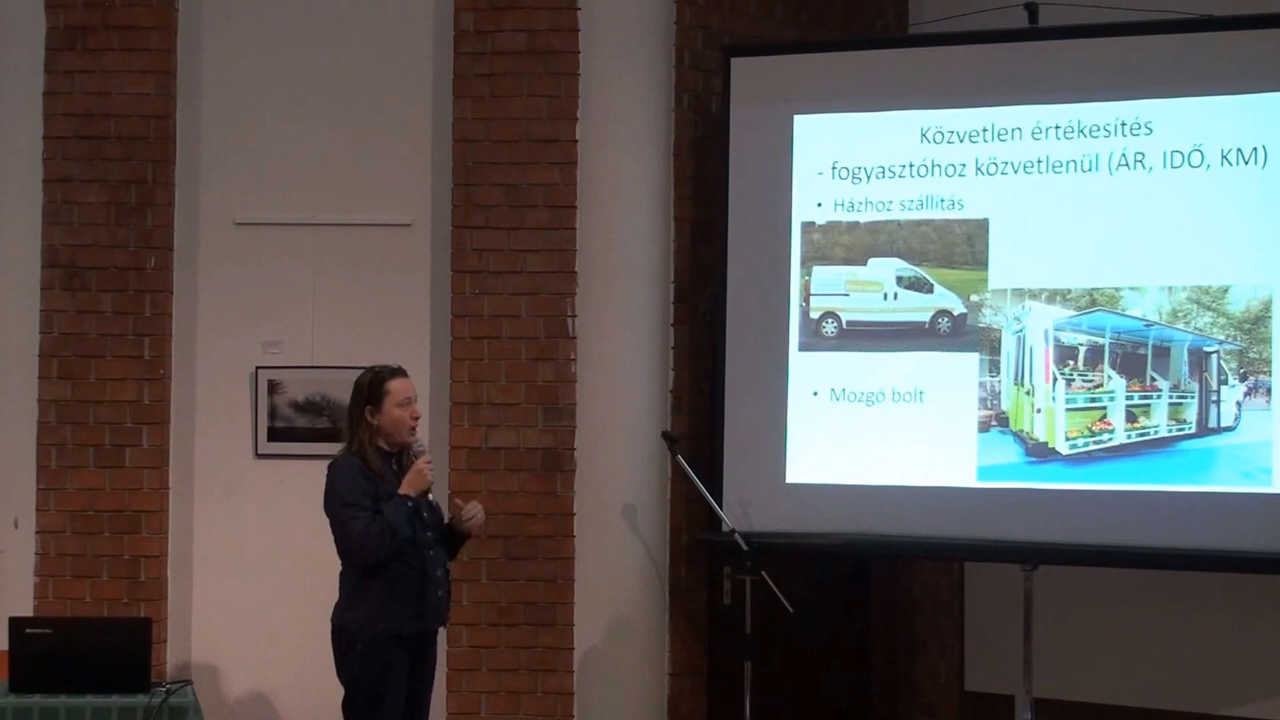 Közvetlen értékesítés
- fogyasztóhoz közvetlenül (ÁR, IDŐ, KM)
• Házhoz szállítás
• Mozgó bolt